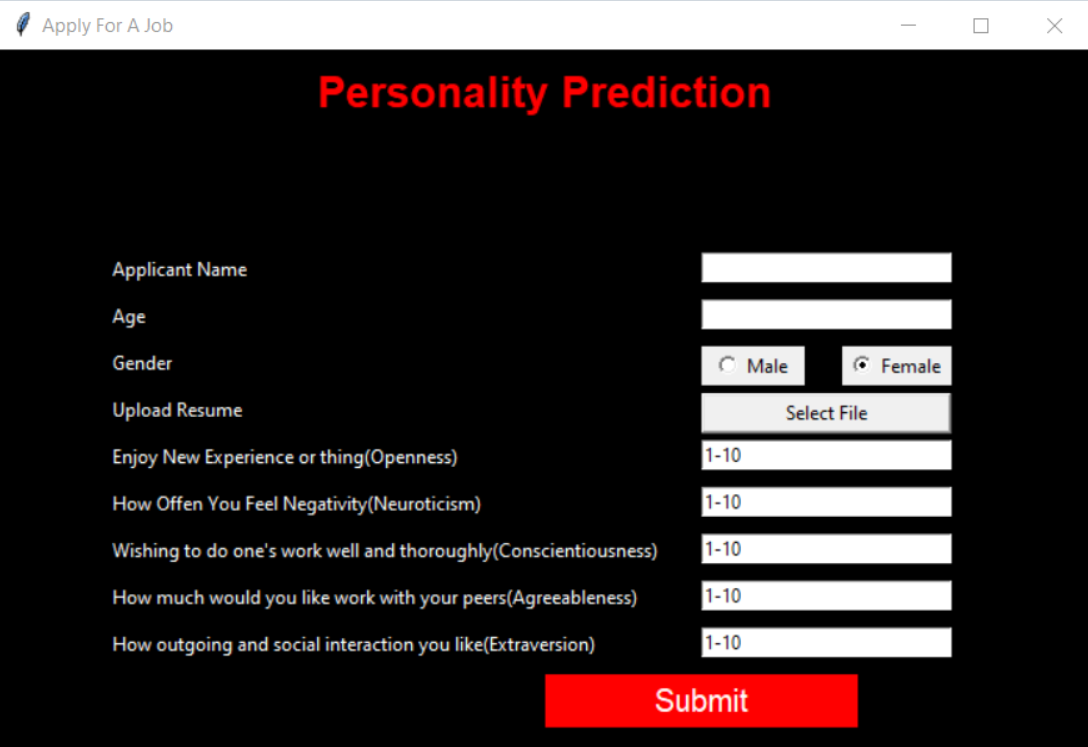 Apply For A Job
Personality Prediction
Applicant Name
Age
Gender Male Female
Upload Resume Select File
Enjoy New Experience or thing(Openness) 1-10
How Offen You Feel Negativity(Neuroticism) 1-10
Wishing to do one's work well and thoroughly(Conscientiousness) 1-10
How much would you like work with your peers(Agreeableness) 1-10
How outgoing and social interaction you like(Extraversion) 1-10
Submit